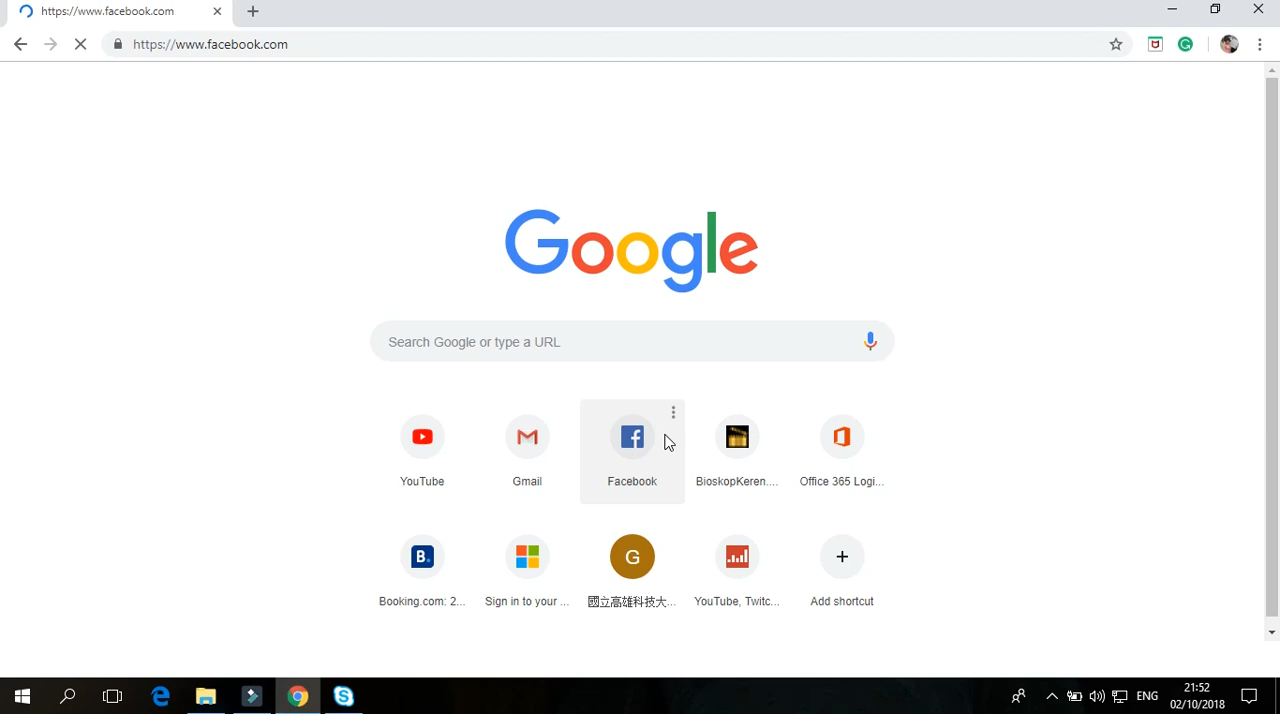 https://www.facebook.com
https://www.facebook.com
Google
Search Google or type a URL
YouTube
Gmail
Facebook
BioskopKeren....
Office 365 Logi...
B.
G
Booking.com: 2...
Sign in to your ...
國立高雄科技大...
YouTube, Twitc...
Add shortcut
ENG
21:52
02/10/2018